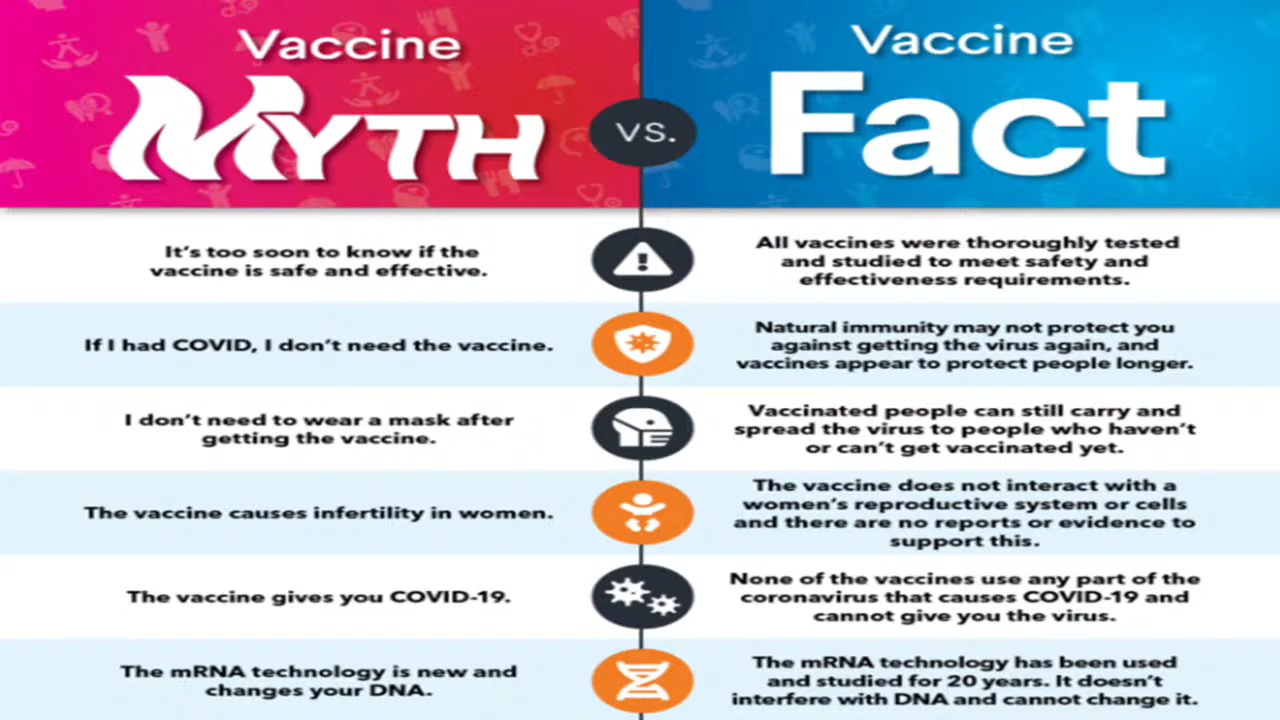 Vaccine
MYTH
vs.
Vaccine
Fact
It's too soon to know if the
vaccine is safe and effective.
All vaccines were thoroughly tested
and studied to meet safety and
effectiveness requirements.
If I had COVID, I don't need the vaccine.
Natural immunity may not protect you
against getting the virus again, and
vaccines appear to protect people longer.
I don't need to wear a mask after
getting the vaccine.
Vaccinated people can still carry and
spread the virus to people who haven't
or can't get vaccinated yet.
The vaccine causes infertility in women.
The vaccine does not interact with a
women's reproductive system or cells
and there are no reports or evidence to
support this.
The vaccine gives you COVID-19.
None of the vaccines use any part of the
coronavirus that causes COVID-19 and
cannot give you the virus.
The mRNA technology is new and
changes your DNA.
The mRNA technology has been used
and studied for 20 years. It doesn't
interfere with DNA and cannot change it.